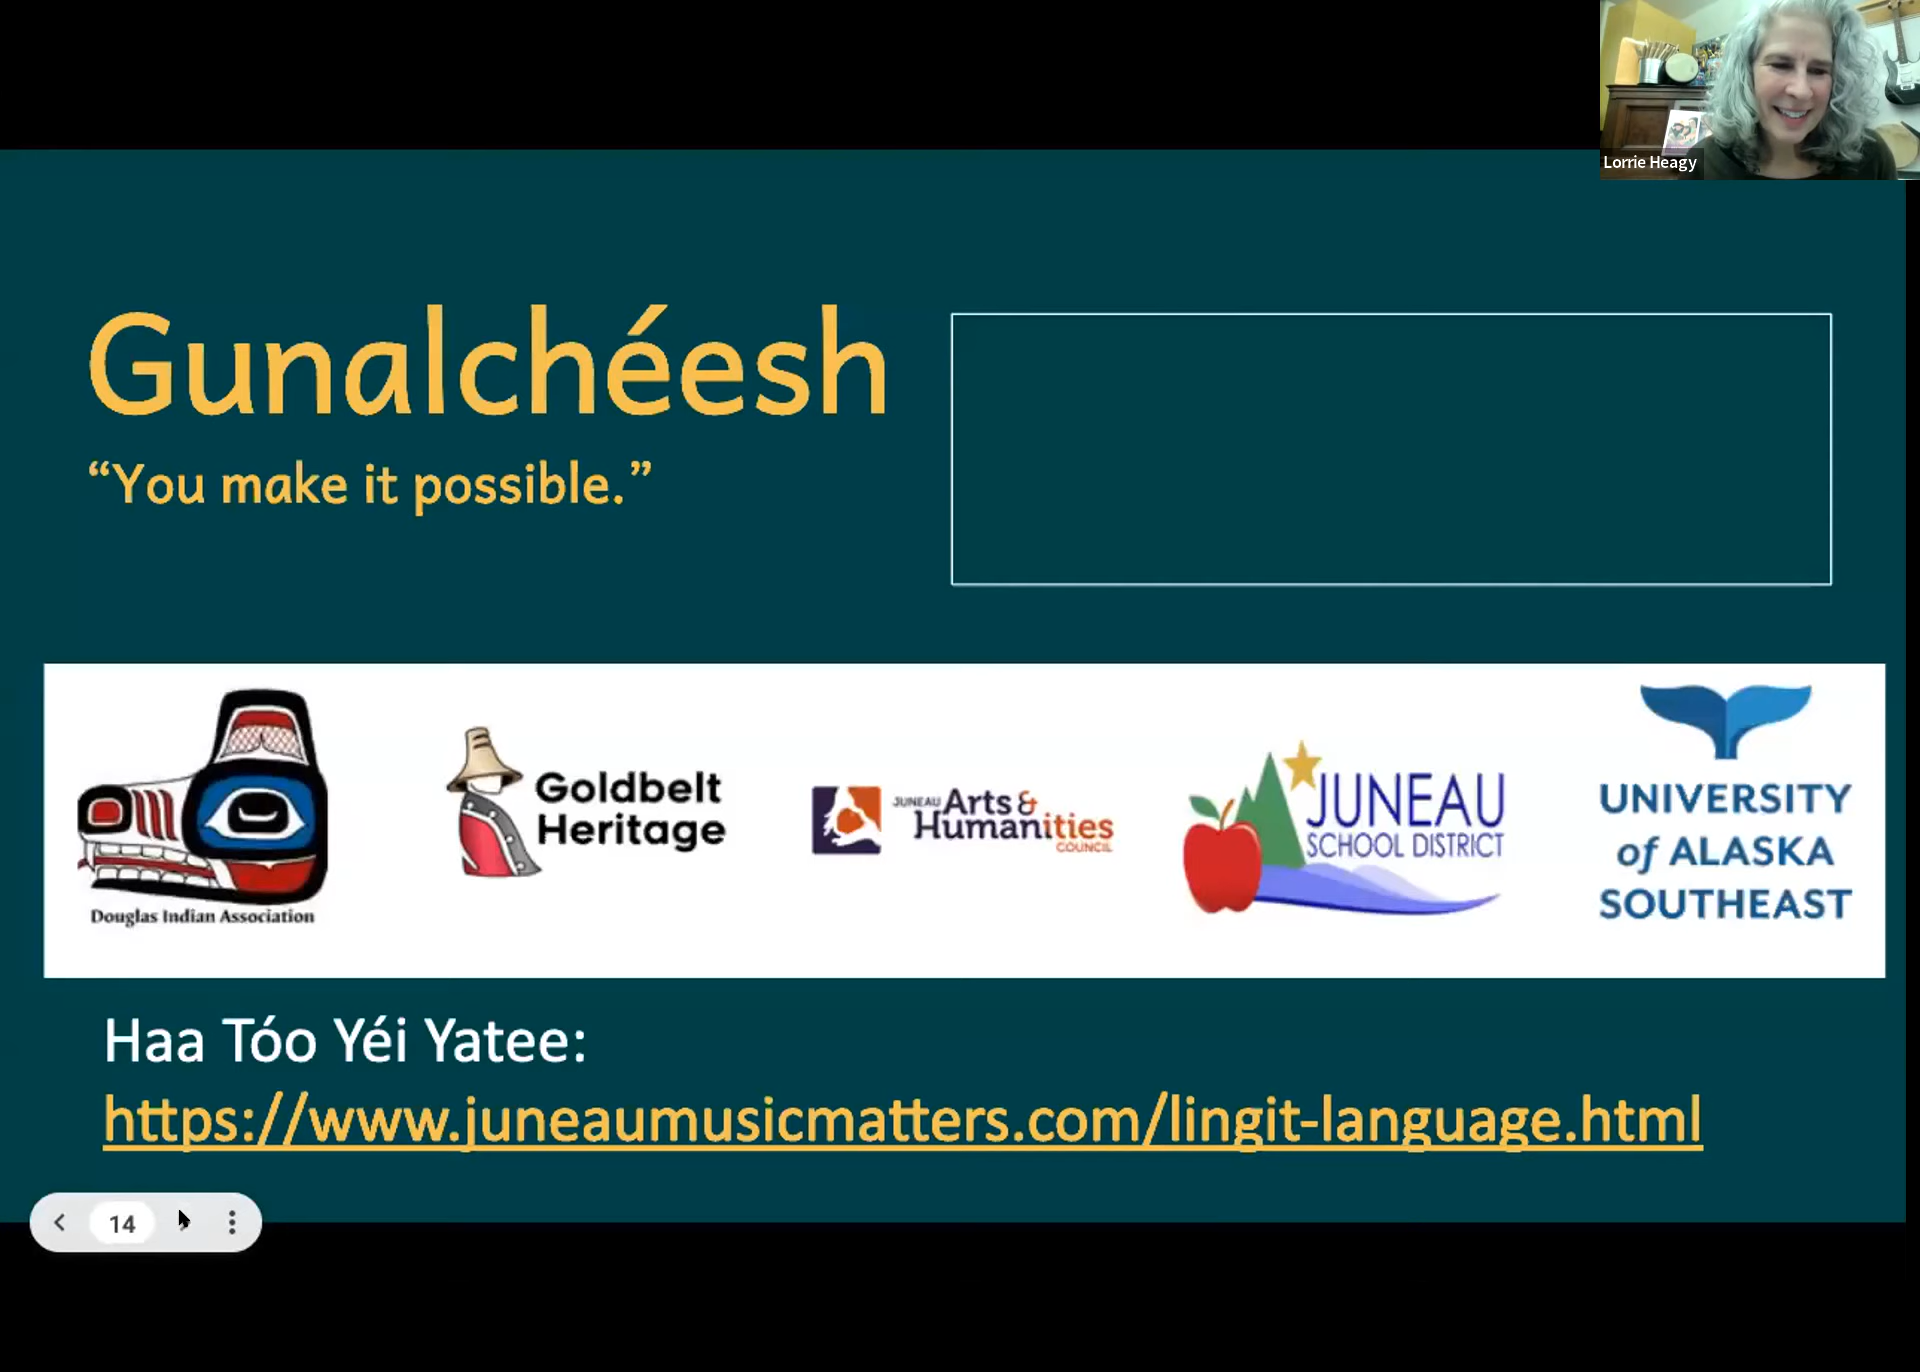 Lorrie Heagy
Gunalchéesh
“You make it possible.”
Douglas Indian Association
Goldbelt
Heritage
JUNEAU Arts &
Humanities
COUNCIL
JUNEAU
SCHOOL DISTRICT
UNIVERSITY
of ALASKA
SOUTHEAST
Haa Tóo Yéi Yatee:
https://www.juneaumusicmatters.com/lingit-language.html
14